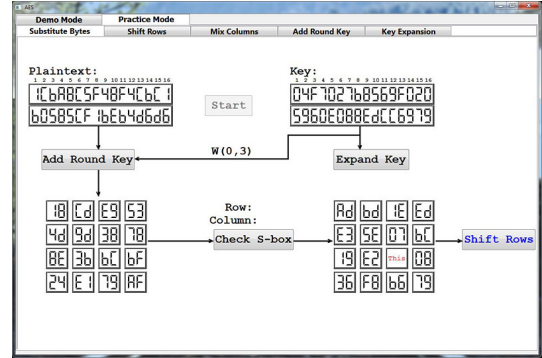 AES
Demo Mode Practice Mode
Substitute Bytes Shift Rows Mix Columns Add Round Key Key Expansion
Plaintext: Key:
1 2 3 4 5 6 7 8 9 10 11 12 13 14 15 16 1 2 3 4 5 6 7 8 9 10 11 12 13 14 15 16
1CbA8C5F48F4CbC1 04F7027b8569F020
b0585CF1bEb4d6d6 5960E088EdCC6979
Start
W(0,3)
Add Round Key Expand Key
Row:
Column:
18 Cd E9 53 Ad bd 1E Ed
4d 9d 38 78 E3 5E 07 bC
Check S-box Shift Rows
8E 3b bC bF 19 E2 This 08
24 E1 79 AF 36 F8 b6 79